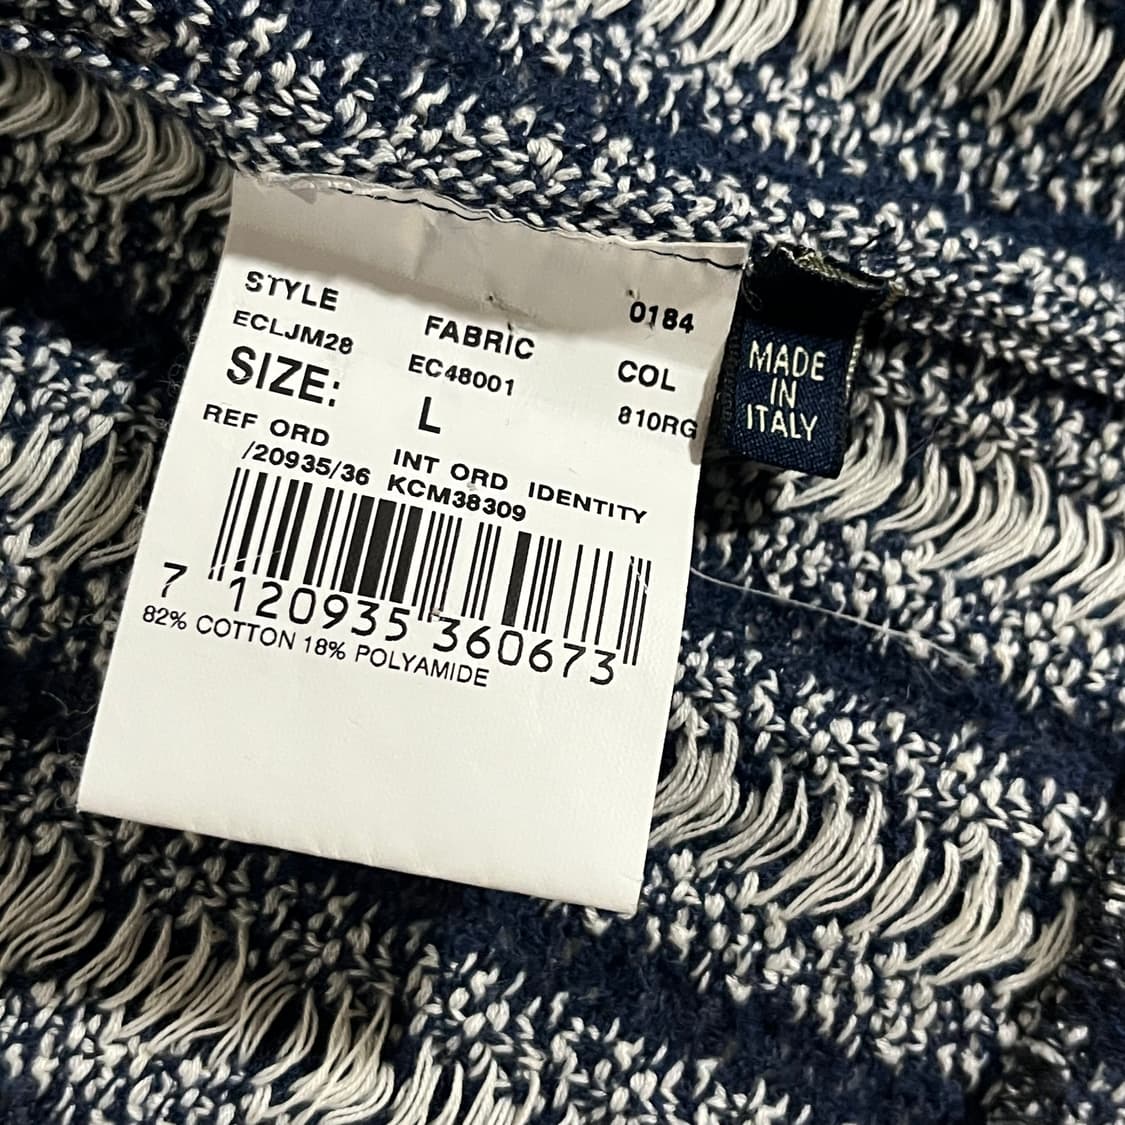 STYLE FABRIC 0184
ECLJM28 EC48001 COL
SIZE: L 810RG
REF ORD INT ORD IDENTITY
/20935/36 KCM38309
7 120935 360673
82% COTTON 18% POLYAMIDE
MADE
IN
ITALY